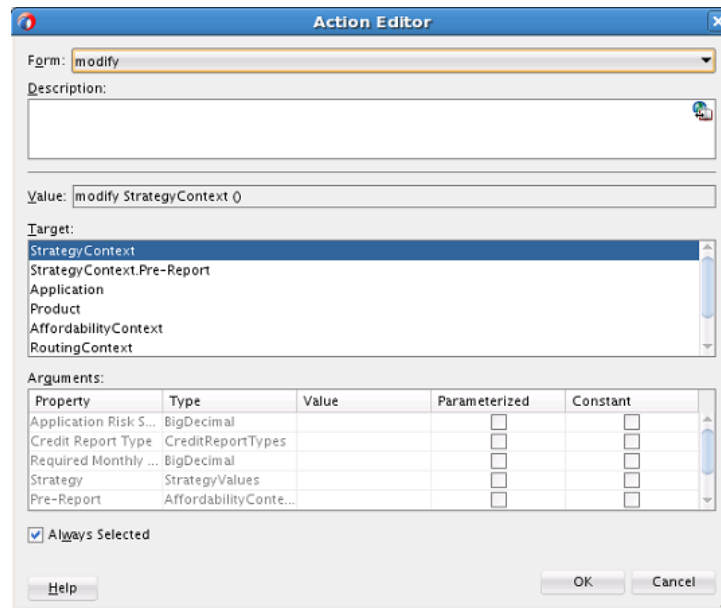 Action Editor
Form: modify
Description:
Value: modify StrategyContext ()
Target:
StrategyContext
StrategyContext.Pre-Report
Application
Product
AffordabilityContext
RoutingContext
Arguments:
Property Type Value Parameterized Constant
Application Risk S... BigDecimal
Credit Report Type CreditReportTypes
Required Monthly ... BigDecimal
Strategy StrategyValues
Pre-Report AffordabilityConte...
Always Selected
Help OK Cancel